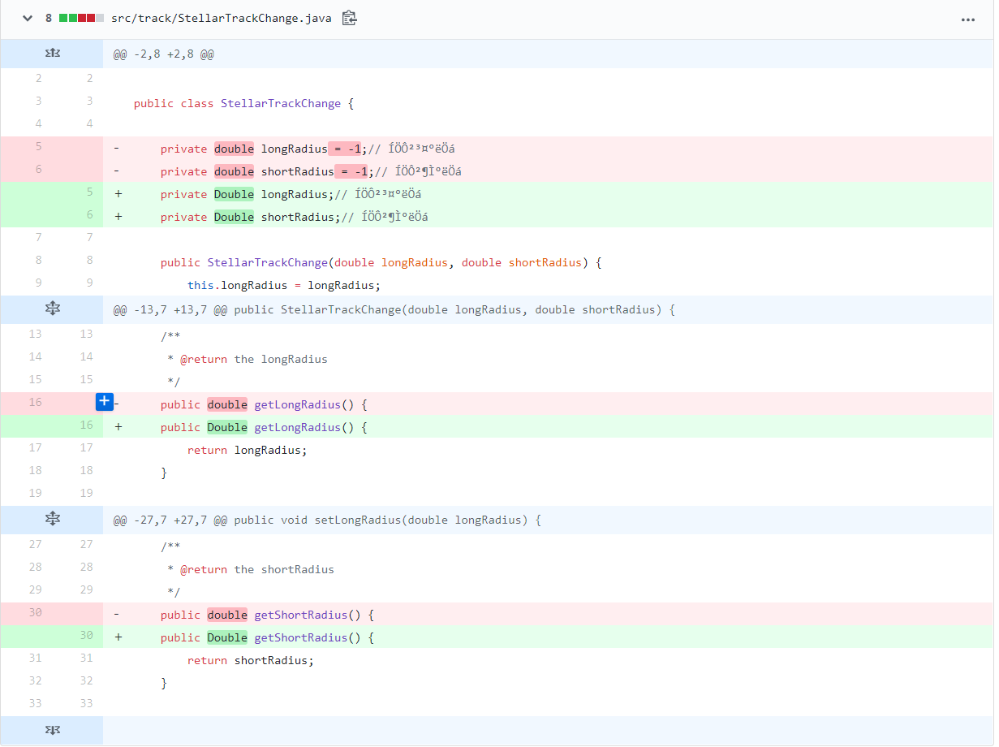 8 src/track/StellarTrackChange.java
@@ -2,8 +2,8 @@
2 2
3 3 public class StellarTrackChange {
4 4
5 - private double longRadius = -1;// ÍÖÔ²³¤°ëÖá
6 - private double shortRadius = -1;// ÍÖÔ²¶Ì°ëÖá
5 + private Double longRadius;// ÍÖÔ²³¤°ëÖá
6 + private Double shortRadius;// ÍÖÔ²¶Ì°ëÖá
7 7
8 8 public StellarTrackChange(double longRadius, double shortRadius) {
9 9 this.longRadius = longRadius;
@@ -13,7 +13,7 @@ public StellarTrackChange(double longRadius, double shortRadius) {
13 13 /**
14 14 * @return the longRadius
15 15 */
16 - public double getLongRadius() {
16 + public Double getLongRadius() {
17 17 return longRadius;
18 18 }
19 19
@@ -27,7 +27,7 @@ public void setLongRadius(double longRadius) {
27 27 /**
28 28 * @return the shortRadius
29 29 */
30 - public double getShortRadius() {
30 + public Double getShortRadius() {
31 31 return shortRadius;
32 32 }
33 33